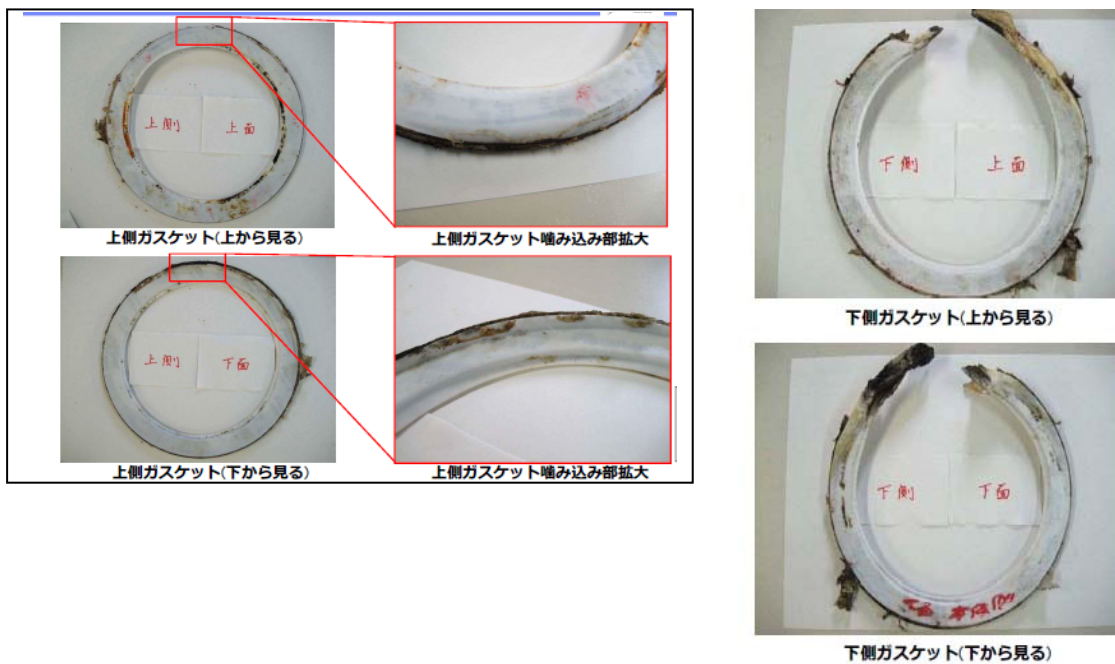 上側 上面
上側ガスケット(上から見る)
上側ガスケット噛み込み部拡大
上側 下面
上側ガスケット(下から見る)
上側ガスケット噛み込み部拡大
下側 上面
下側ガスケット(上から見る)
下側 下面
下側ガスケット(下から見る)